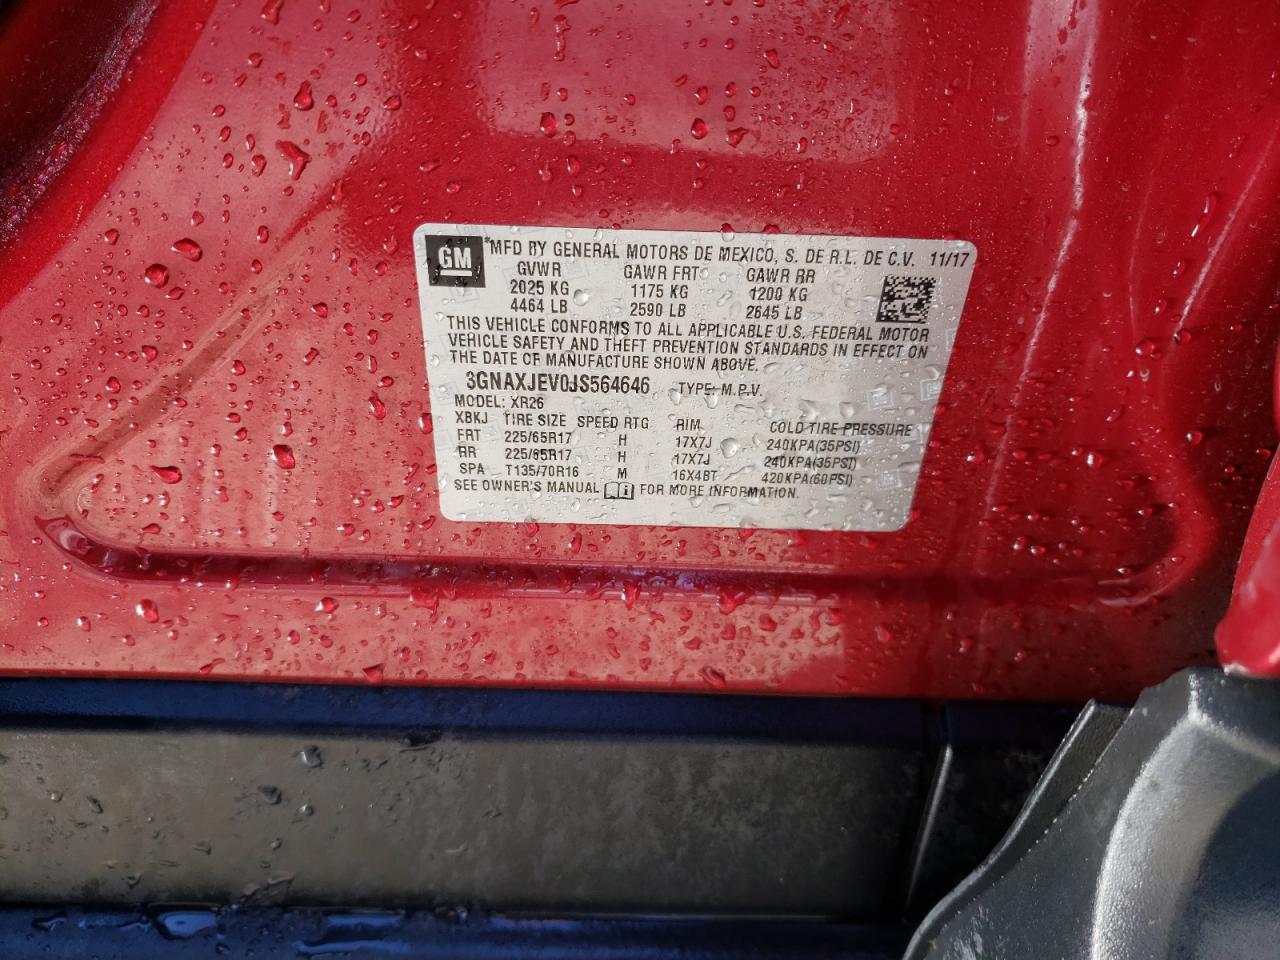 GM
*MFD BY GENERAL MOTORS DE MEXICO, S. DE R.L. DE C.V. 11/17
GVWR GAWR FRT GAWR RR
2025 KG 1175 KG 1200 KG
4464 LB 2590 LB 2645 LB
THIS VEHICLE CONFORMS TO ALL APPLICABLE U.S. FEDERAL MOTOR
VEHICLE SAFETY AND THEFT PREVENTION STANDARDS IN EFFECT ON
THE DATE OF MANUFACTURE SHOWN ABOVE.
3GNAXJEV0JS564646 TYPE: M.P.V.
MODEL: XR26
XBKJ TIRE SIZE SPEED RTG RIM COLD TIRE PRESSURE
FRT 225/65R17 H 17X7J 240KPA(35PSI)
RR 225/65R17 H 17X7J 240KPA(35PSI)
SPA T135/70R16 M 16X4BT 420KPA(60PSI)
SEE OWNER'S MANUAL FOR MORE INFORMATION.